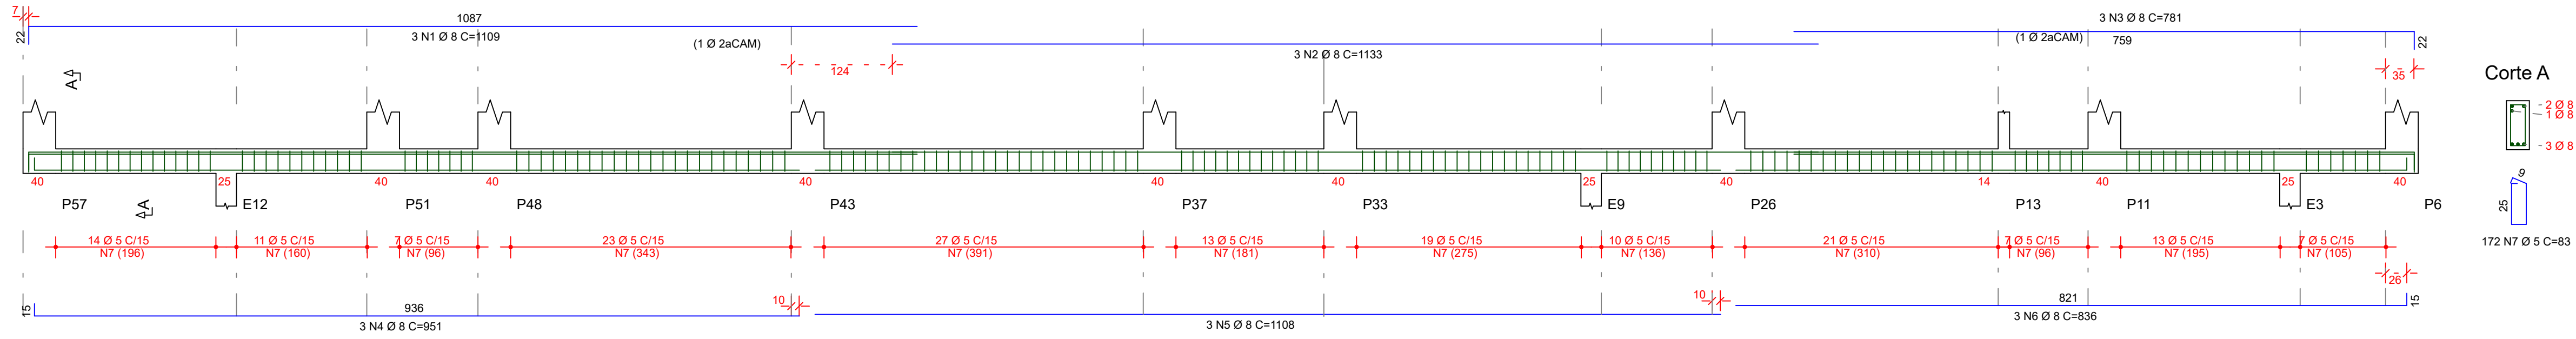 7
1087
3 N3 Ø 8 C=781
22
3 N1 Ø 8 C=1109
(1 Ø 2aCAM)
3 N2 Ø 8 C=1133
(1 Ø 2aCAM)
759
22
124
35
A
Corte A
2 Ø 8
1 Ø 8
3 Ø 8
40
25
40
40
40
40
40
25
40
14
40
25
40
P57
A
E12
P51
P48
P43
P37
P33
E9
P26
P13
P11
E3
P6
9
25
172 N7 Ø 5 C=83
14 Ø 5 C/15
N7 (196)
11 Ø 5 C/15
N7 (160)
7 Ø 5 C/15
N7 (96)
23 Ø 5 C/15
N7 (343)
27 Ø 5 C/15
N7 (391)
13 Ø 5 C/15
N7 (181)
19 Ø 5 C/15
N7 (275)
10 Ø 5 C/15
N7 (136)
21 Ø 5 C/15
N7 (310)
7 Ø 5 C/15
N7 (96)
13 Ø 5 C/15
N7 (195)
7 Ø 5 C/15
N7 (105)
26
15
936
10
3 N4 Ø 8 C=951
3 N5 Ø 8 C=1108
10
821
15
3 N6 Ø 8 C=836